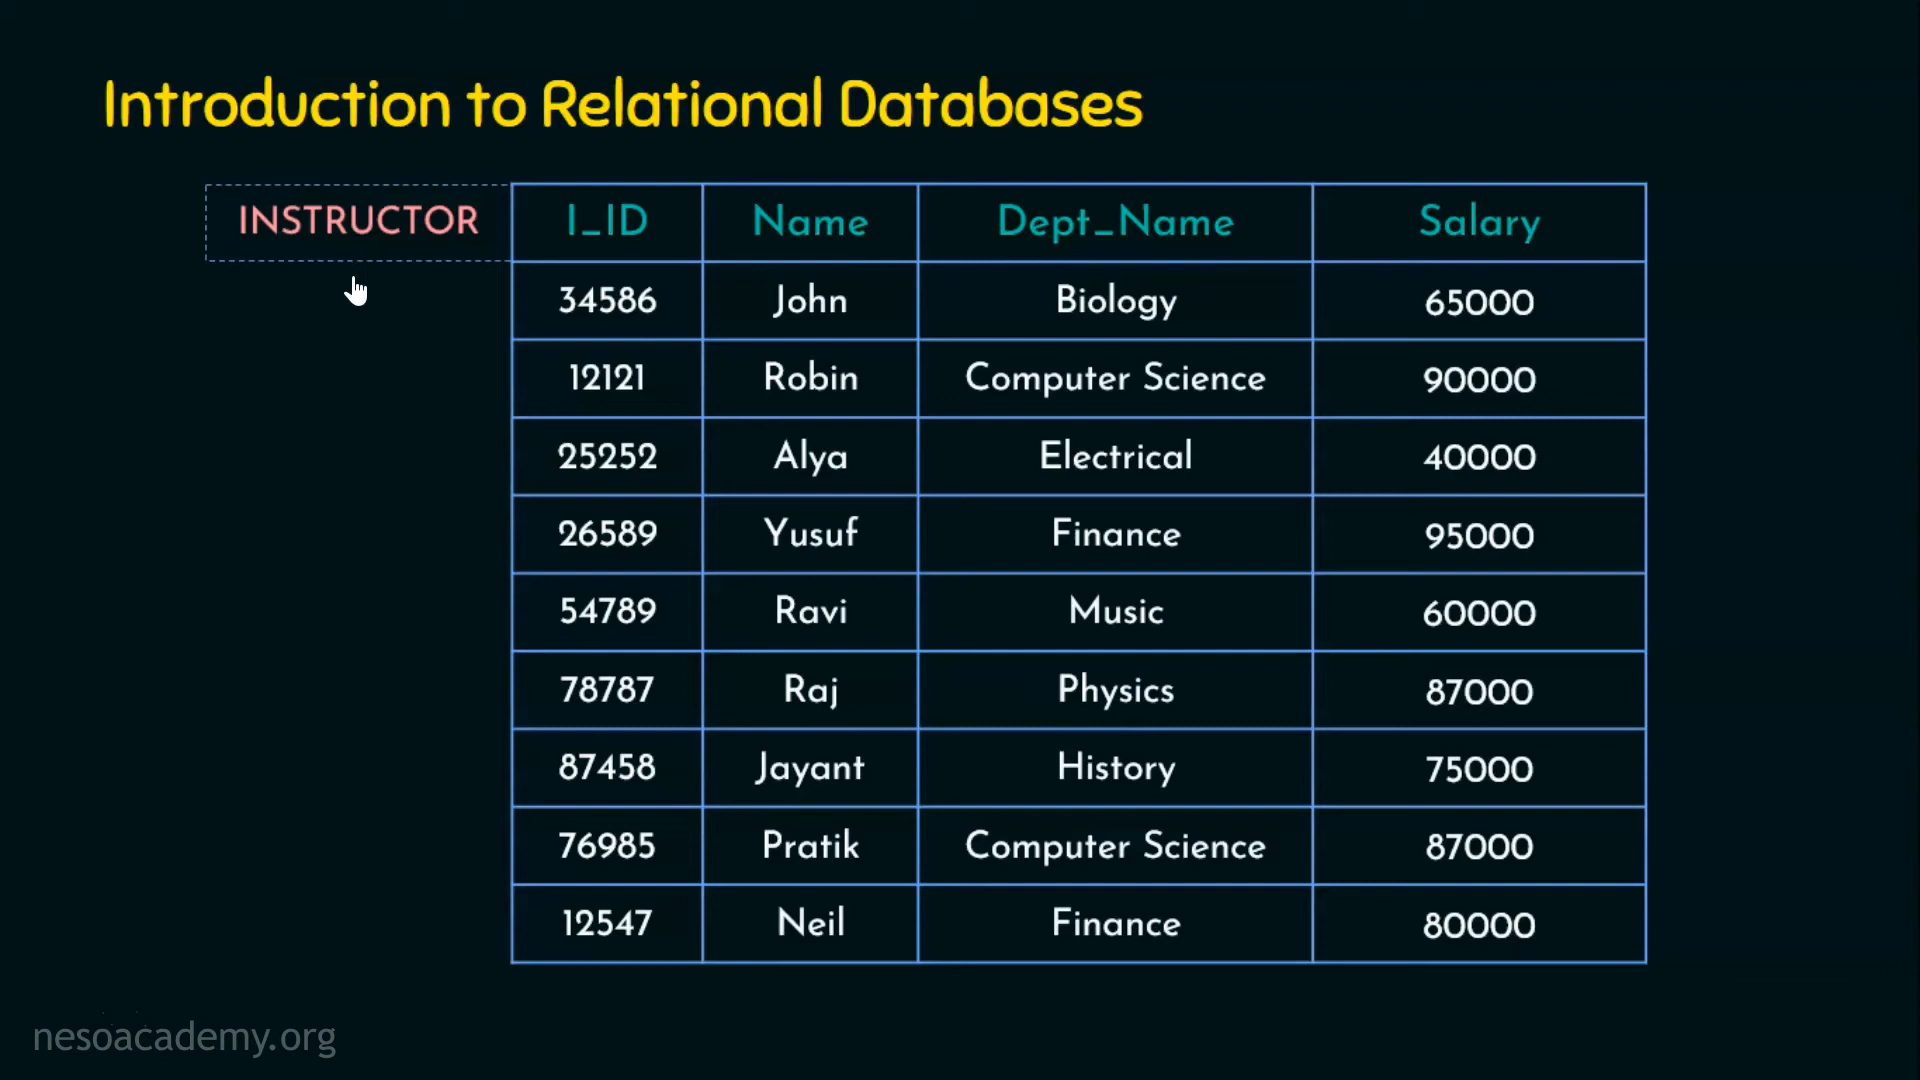 Introduction to Relational Databases
INSTRUCTOR I_ID Name Dept_Name Salary
34586 John Biology 65000
12121 Robin Computer Science 90000
25252 Alya Electrical 40000
26589 Yusuf Finance 95000
54789 Ravi Music 60000
78787 Raj Physics 87000
87458 Jayant History 75000
76985 Pratik Computer Science 87000
12547 Neil Finance 80000
nesoacademy.org